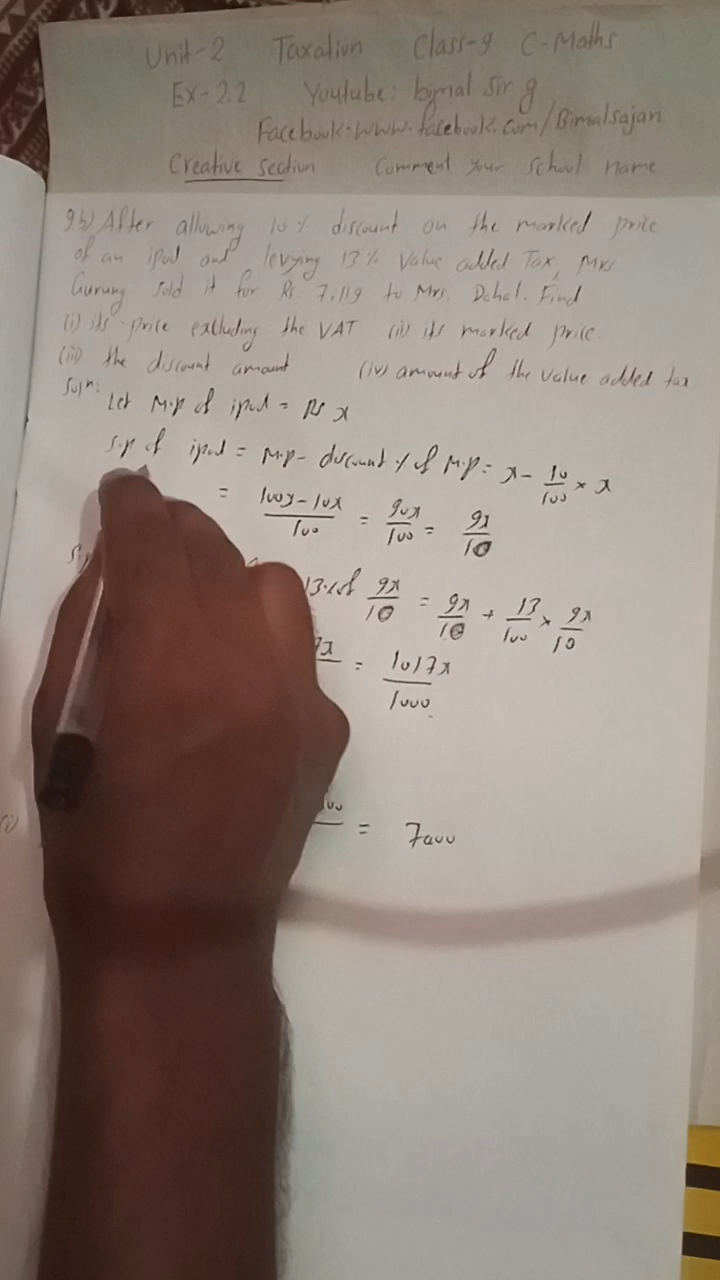 Unit-2 Taxation Class-9 C-Maths
Ex-2.2 Youtube: bimal Sir g
Facebook:www.facebook.com/Bimalsajan
Creative section Comment your School name
9b) After allowing 10% discount on the marked price
of an ipod and levying 13% Value added Tax, Mrs
Gurung Sold it for Rs 7,119 to Mrs. Dahal. Find
(i) its price excluding the VAT (ii) its marked price
(iii) the discount amount (iv) amount of the value added tax
Soln:
Let M.p of ipod = Rs x
S.p of ipod = M.p - discount % of M.p = x - 10/100 × x
= 100x-10x/100 = 90x/100 = 9x/10
13% of 9x/10 = 9x/10 + 13/100 × 9x/10
= 1017x/1000
= 7000